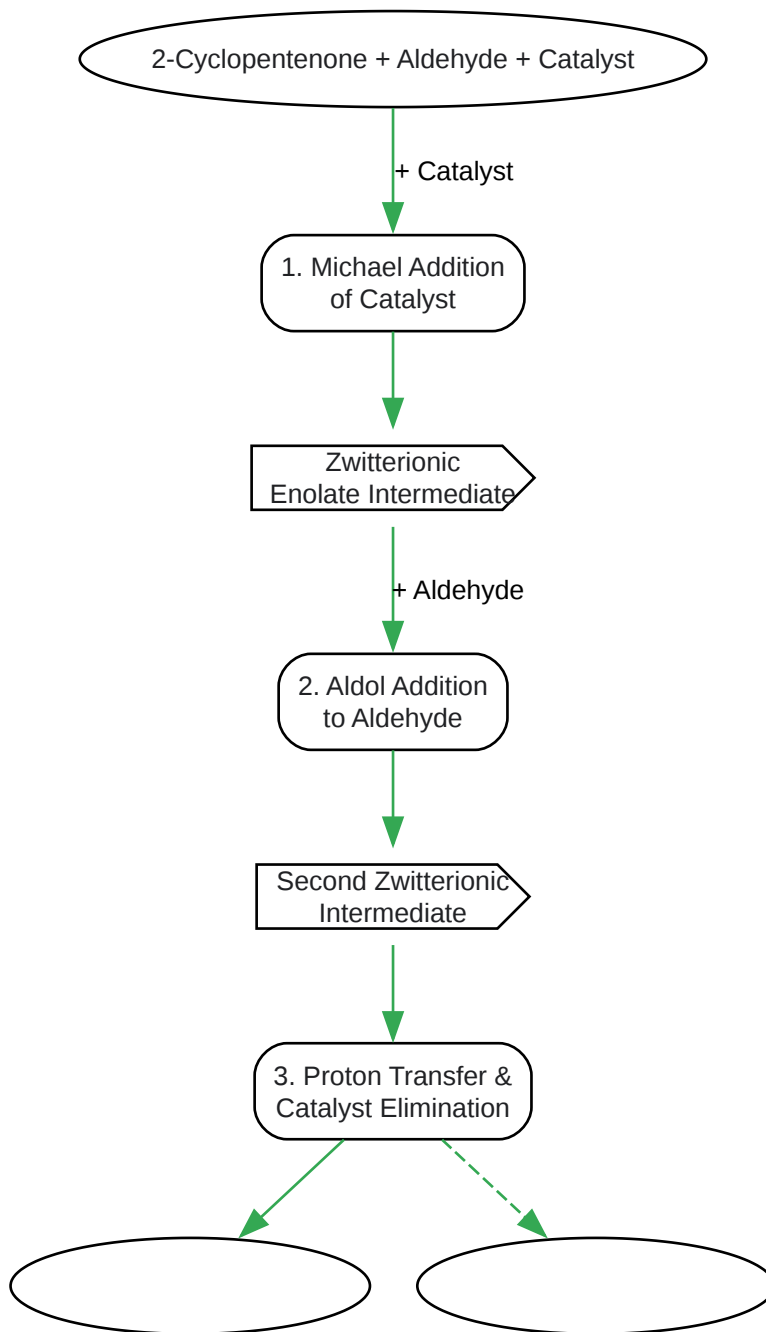 2-Cyclopentenone + Aldehyde + Catalyst
+ Catalyst
1. Michael Addition
of Catalyst
Zwitterionic
Enolate Intermediate
+ Aldehyde
2. Aldol Addition
to Aldehyde
Second Zwitterionic
Intermediate
3. Proton Transfer &
Catalyst Elimination